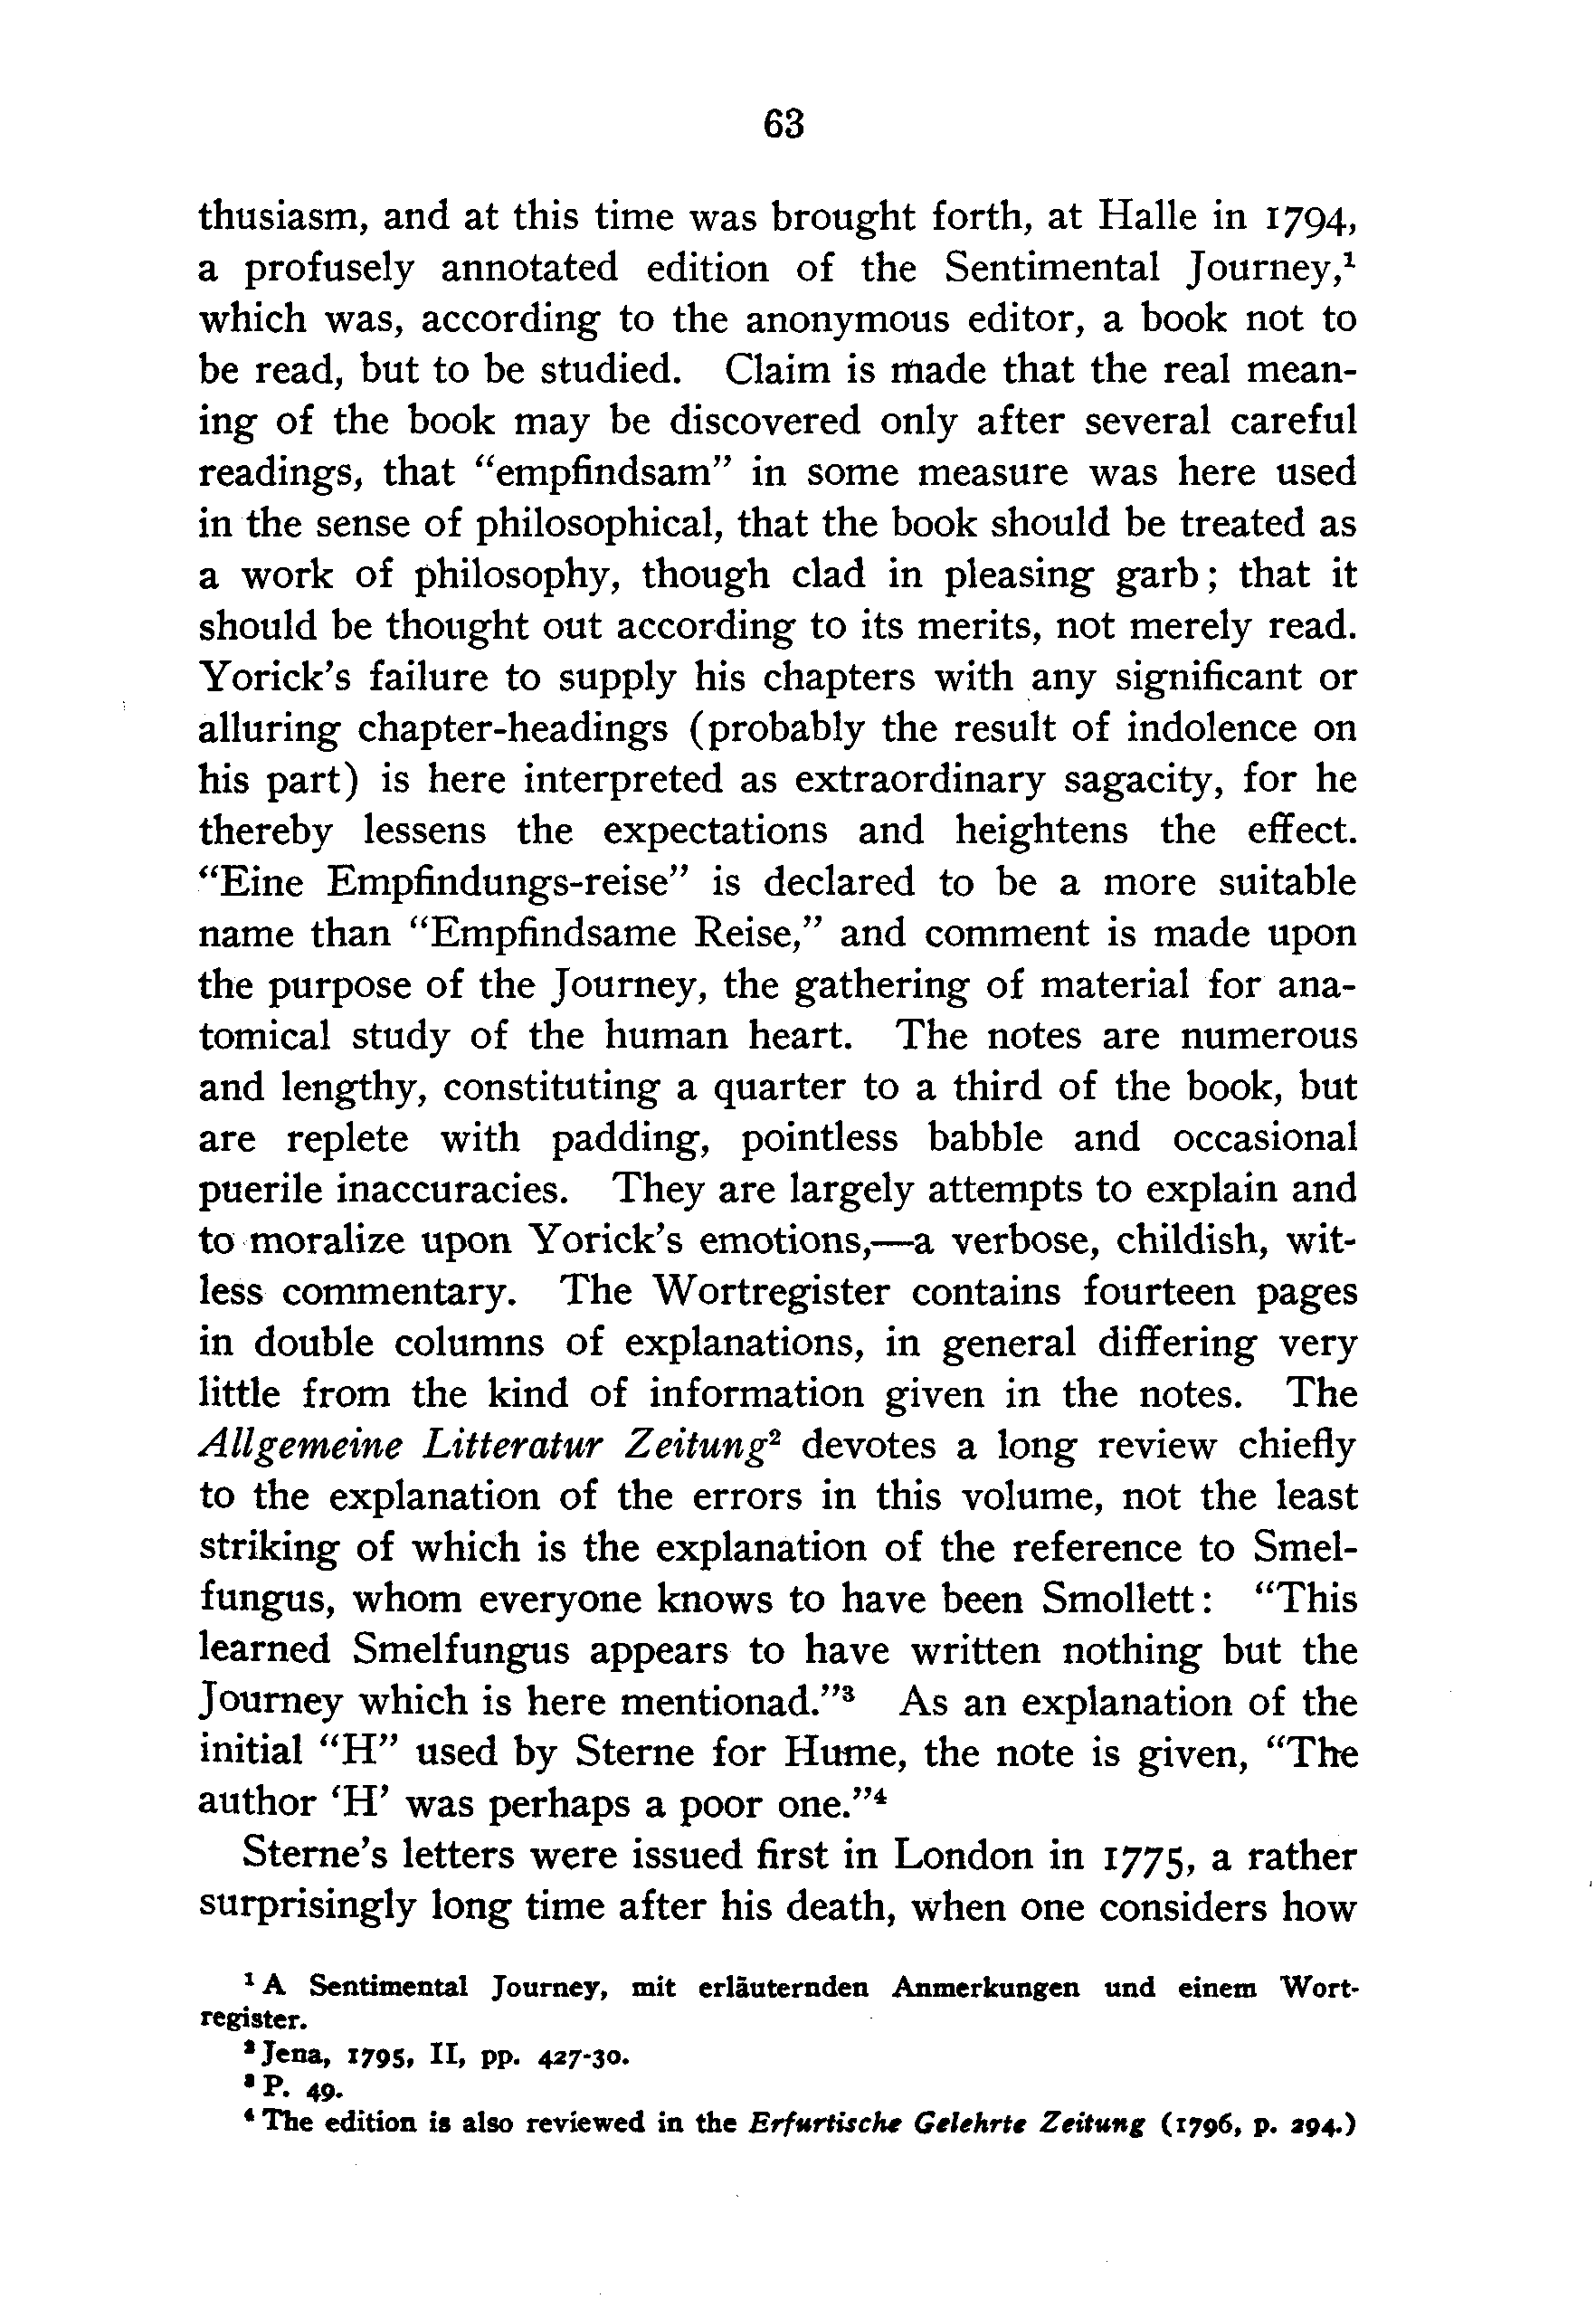 63
thusiasm, and at this time was brought forth, at Halle in 1794,
a profusely annotated edition of the Sentimental Journey,¹
which was, according to the anonymous editor, a book not to
be read, but to be studied. Claim is made that the real mean-
ing of the book may be discovered only after several careful
readings, that “empfindsam” in some measure was here used
in the sense of philosophical, that the book should be treated as
a work of philosophy, though clad in pleasing garb; that it
should be thought out according to its merits, not merely read.
Yorick’s failure to supply his chapters with any significant or
alluring chapter-headings (probably the result of indolence on
his part) is here interpreted as extraordinary sagacity, for he
thereby lessens the expectations and heightens the effect.
“Eine Empfindungs-reise” is declared to be a more suitable
name than “Empfindsame Reise,” and comment is made upon
the purpose of the Journey, the gathering of material for ana-
tomical study of the human heart. The notes are numerous
and lengthy, constituting a quarter to a third of the book, but
are replete with padding, pointless babble and occasional
puerile inaccuracies. They are largely attempts to explain and
to moralize upon Yorick’s emotions,—a verbose, childish, wit-
less commentary. The Wortregister contains fourteen pages
in double columns of explanations, in general differing very
little from the kind of information given in the notes. The
Allgemeine Litteratur Zeitung² devotes a long review chiefly
to the explanation of the errors in this volume, not the least
striking of which is the explanation of the reference to Smel-
fungus, whom everyone knows to have been Smollett: “This
learned Smelfungus appears to have written nothing but the
Journey which is here mentionad.”³ As an explanation of the
initial “H” used by Sterne for Hume, the note is given, “The
author ‘H’ was perhaps a poor one.”⁴
Sterne’s letters were issued first in London in 1775, a rather
surprisingly long time after his death, when one considers how
¹ A Sentimental Journey, mit erläuternden Anmerkungen und einem Wort-
register.
² Jena, 1795, II, pp. 427-30.
³ P. 49.
⁴ The edition is also reviewed in the Erfurtische Gelehrte Zeitung (1796, p. 294.)